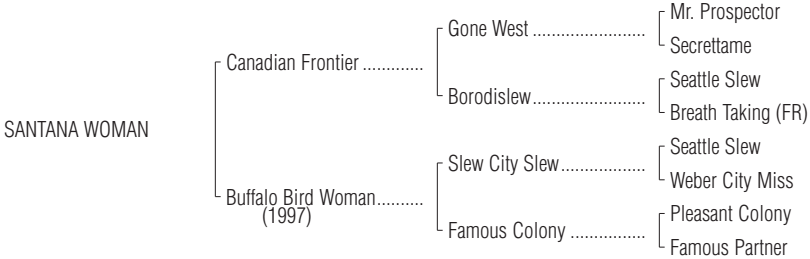 Mr. Prospector
Gone West .......................
Secrettame
Canadian Frontier .............
Seattle Slew
Borodislew.......................
Breath Taking (FR)
SANTANA WOMAN
Seattle Slew
Slew City Slew.................
Weber City Miss
Buffalo Bird Woman..........
(1997)
Pleasant Colony
Famous Colony ................
Famous Partner